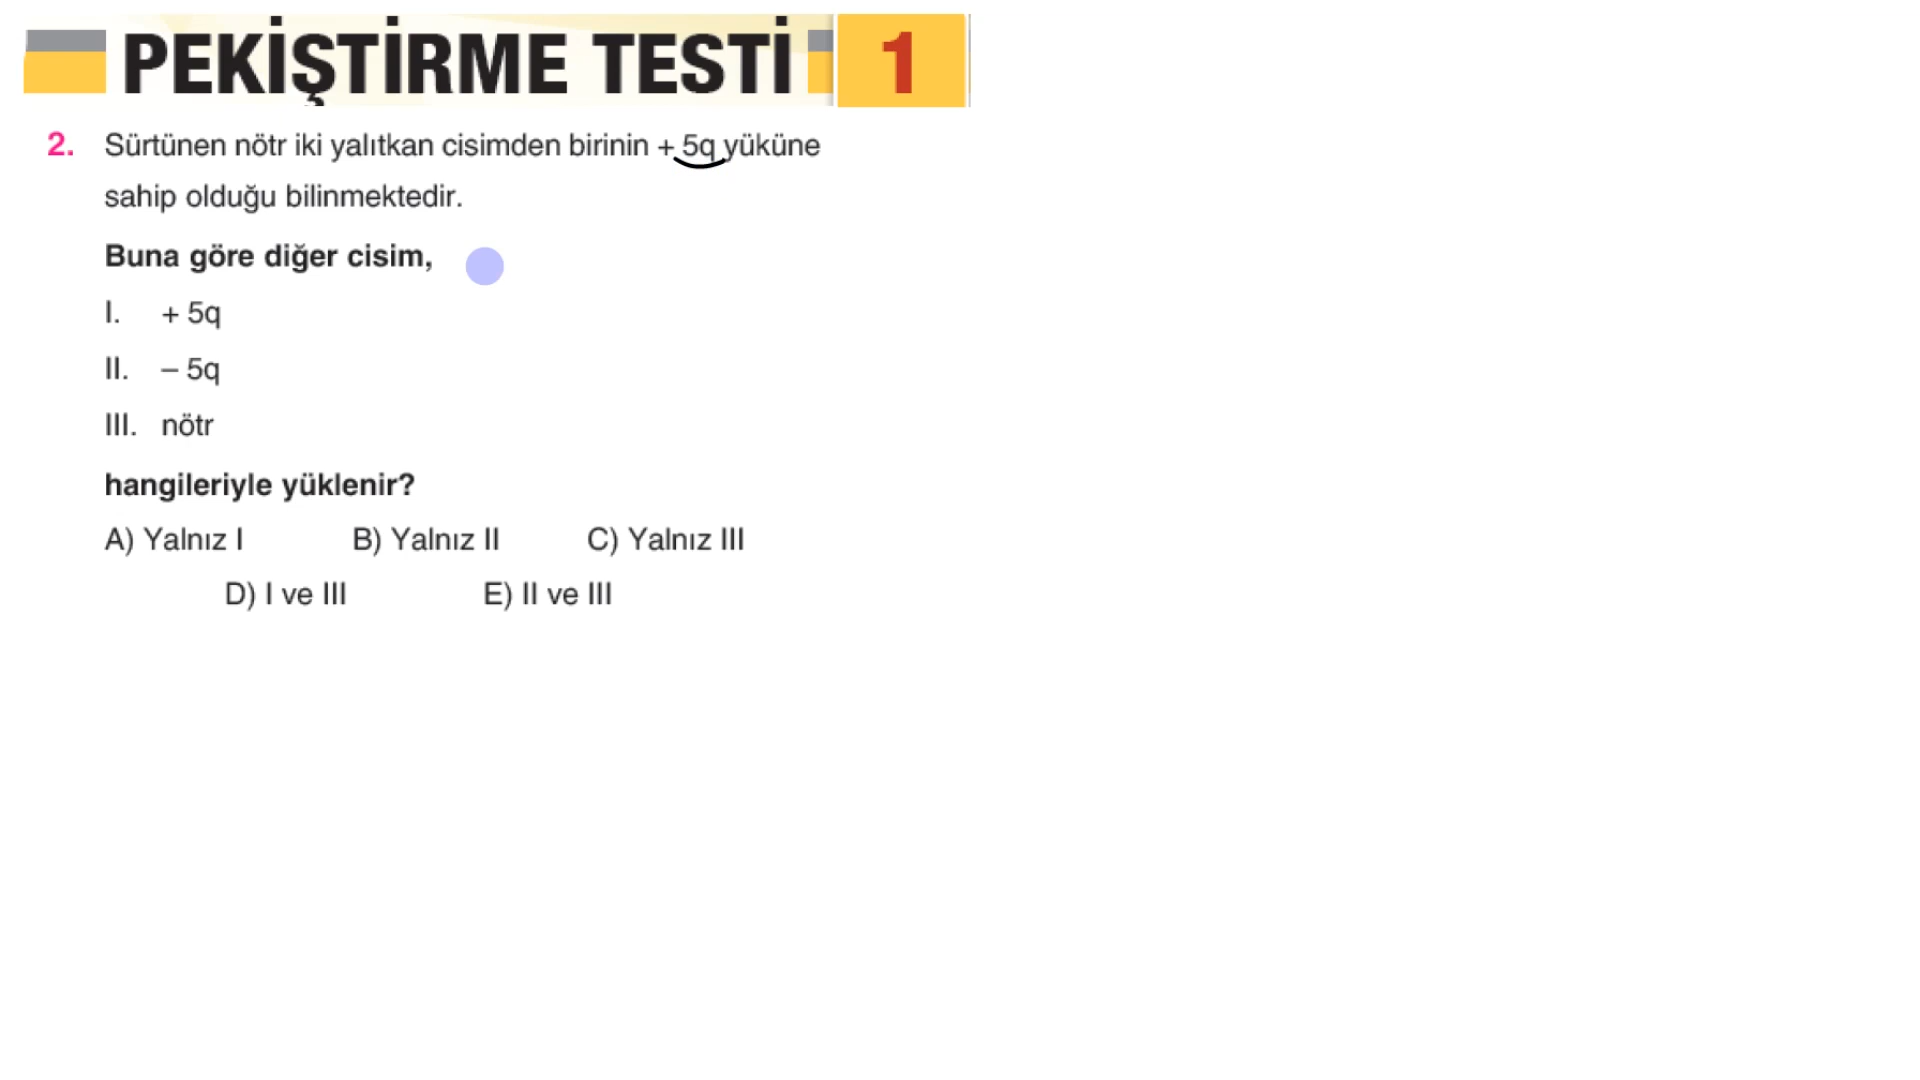 PEKİŞTİRME TESTİ 1
2. Sürtünen nötr iki yalıtkan cisimden birinin + 5q yüküne
sahip olduğu bilinmektedir.
Buna göre diğer cisim,
I. + 5q
II. – 5q
III. nötr
hangileriyle yüklenir?
A) Yalnız I B) Yalnız II C) Yalnız III
D) I ve III E) II ve III